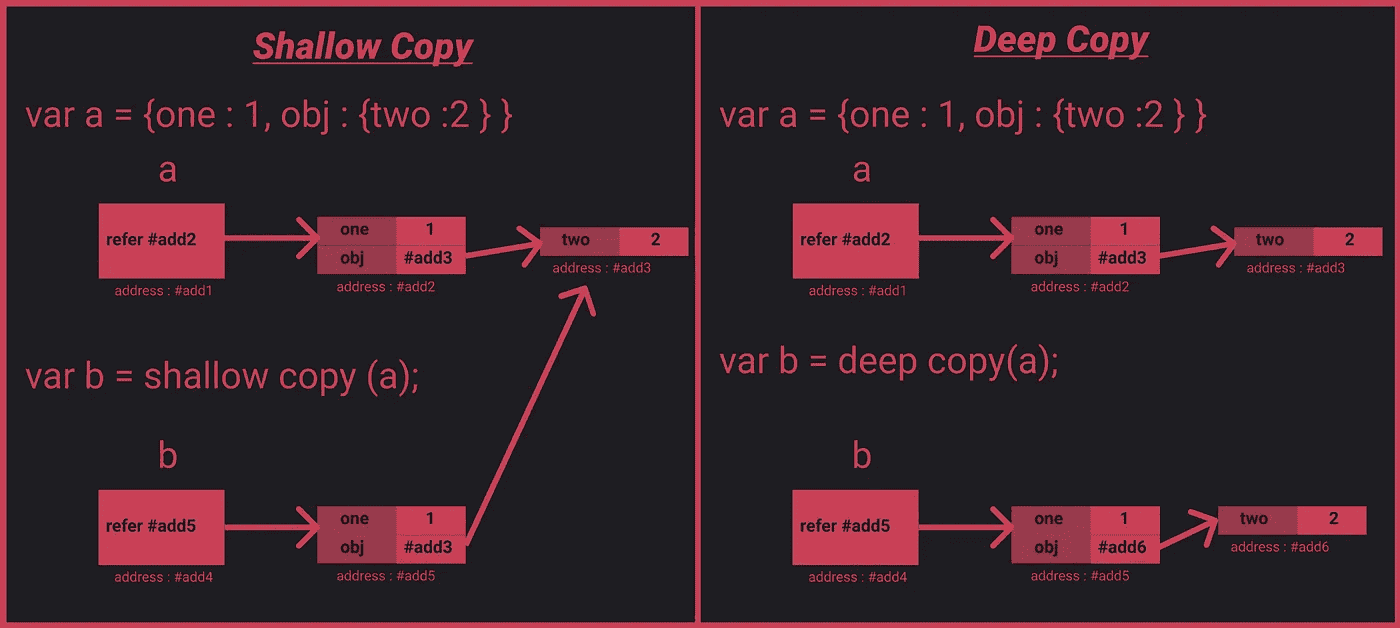 Shallow Copy
var a = {one : 1, obj : {two :2 } }
a
refer #add2
address : #add1
one 1
obj #add3
address : #add2
two 2
address : #add3
var b = shallow copy (a);
b
refer #add5
address : #add4
one 1
obj #add3
address : #add5
Deep Copy
var a = {one : 1, obj : {two :2 } }
a
refer #add2
address : #add1
one 1
obj #add3
address : #add2
two 2
address : #add3
var b = deep copy(a);
b
refer #add5
address : #add4
one 1
obj #add6
address : #add5
two 2
address : #add6